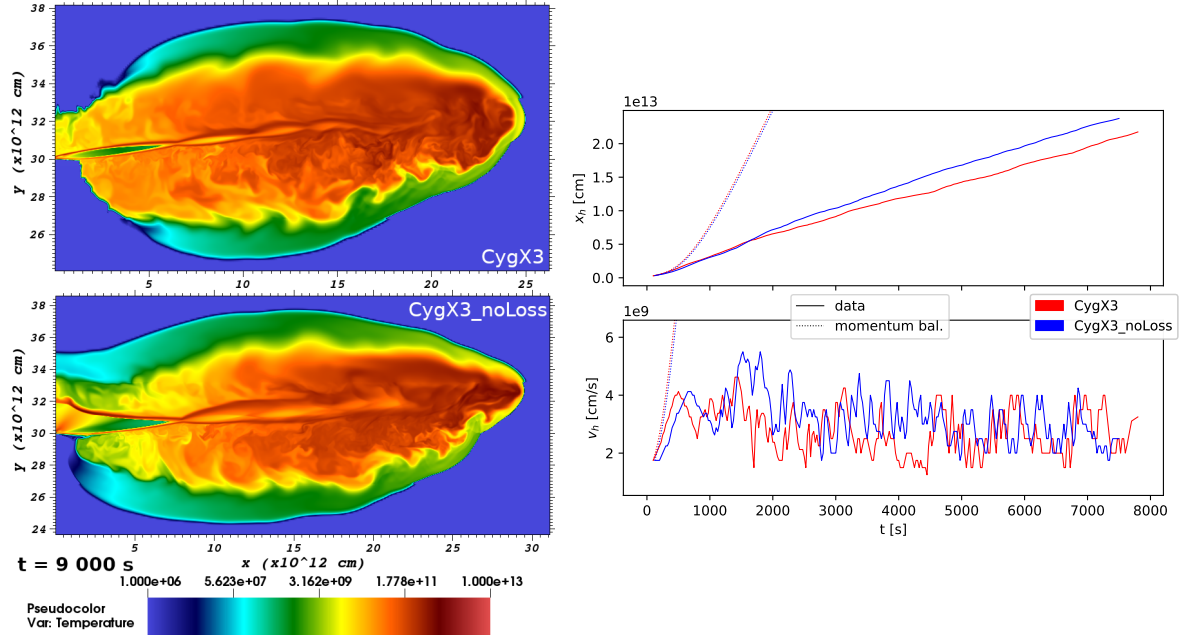 38
36
34
32
30
28
26
y (x10^12 cm)
CygX3
5 10 15 20 25
CygX3_noLoss
38
36
34
32
30
28
26
24
y (x10^12 cm)
5 10 15 20 25 30
x (x10^12 cm)
t = 9 000 s
1.000e+06 5.623e+07 3.162e+09 1.778e+11 1.000e+13
Pseudocolor
Var: Temperature
1e13
2.0
1.5
1.0
0.5
0.0
x_h [cm]
1e9
data
momentum bal.
CygX3
CygX3_noLoss
6
4
2
v_h [cm/s]
0 1000 2000 3000 4000 5000 6000 7000 8000
t [s]